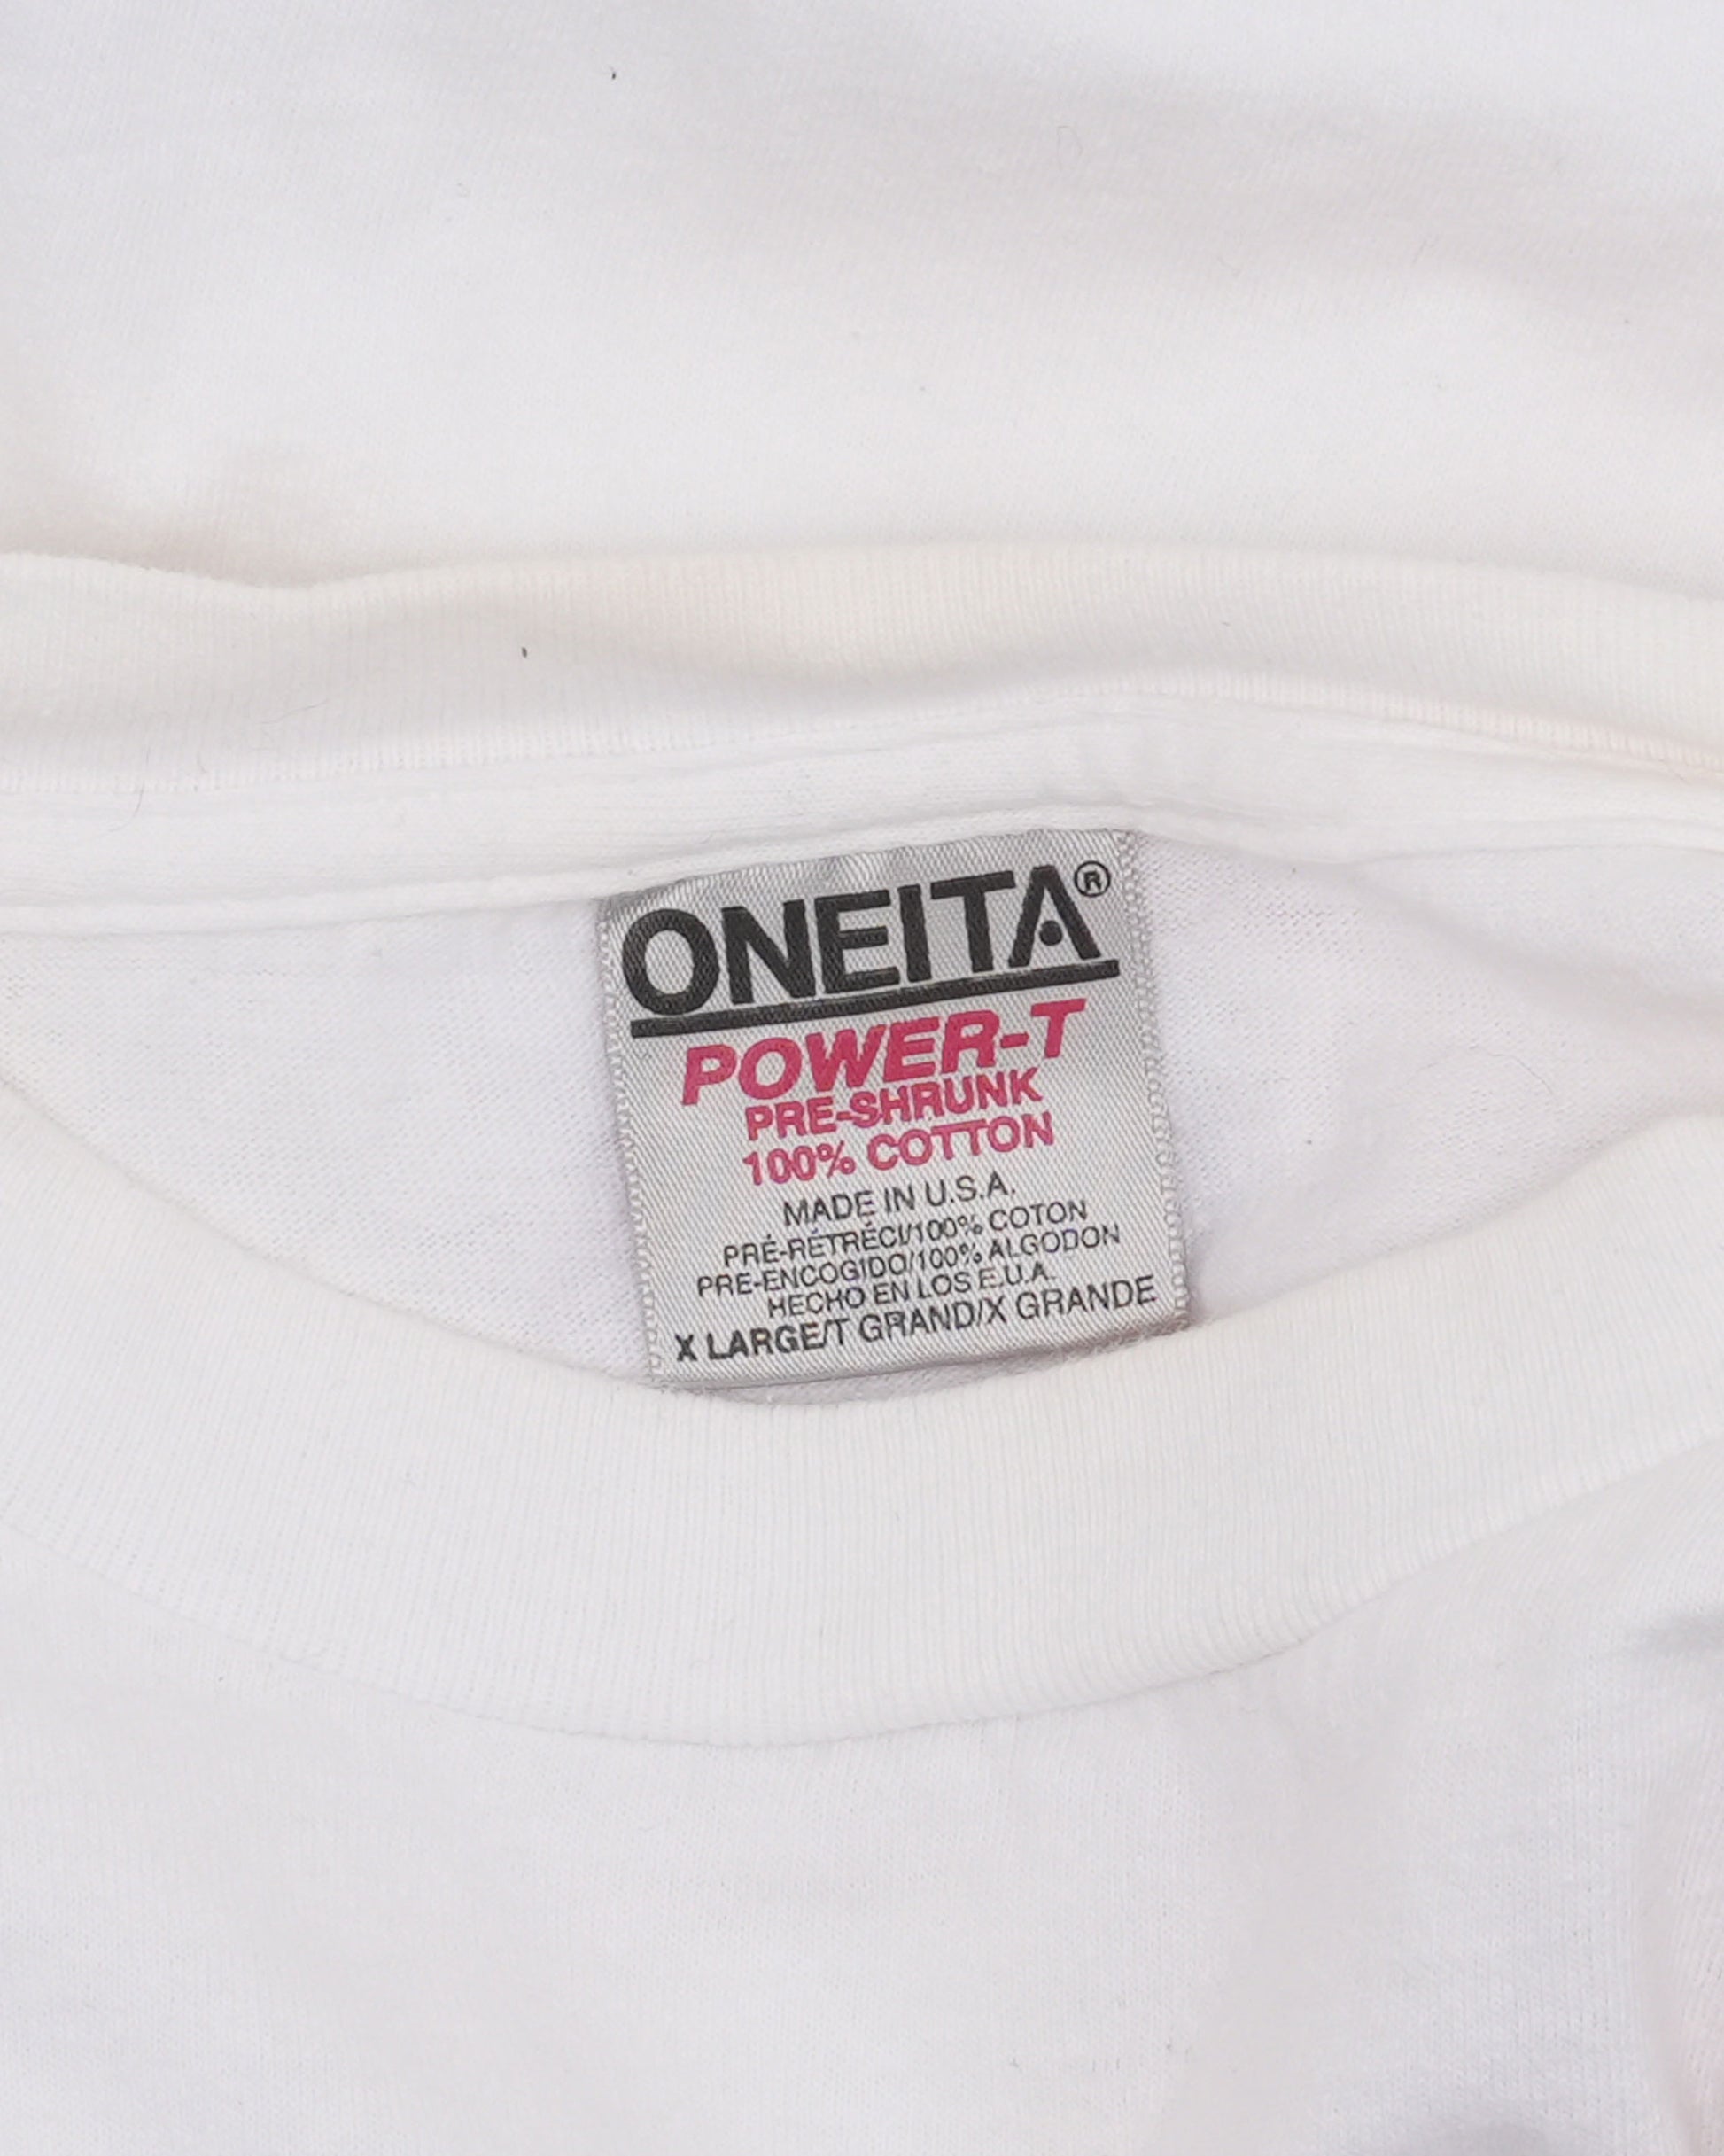 ONEITA®
POWER-T
PRE-SHRUNK
100% COTTON
MADE IN U.S.A.
PRÉ-RÉTRÉCI/100% COTON
PRE-ENCOGIDO/100% ALGODON
HECHO EN LOS E.U.A.
X LARGE/T GRAND/X GRANDE